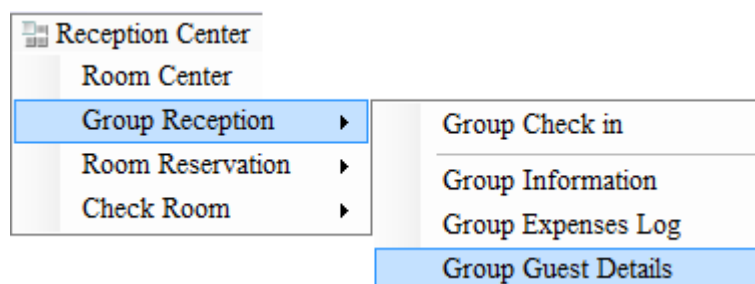 Reception Center
Room Center
Group Reception
Room Reservation
Check Room
Group Check in
Group Information
Group Expenses Log
Group Guest Details